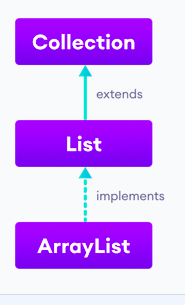 Collection
extends
List
implements
ArrayList